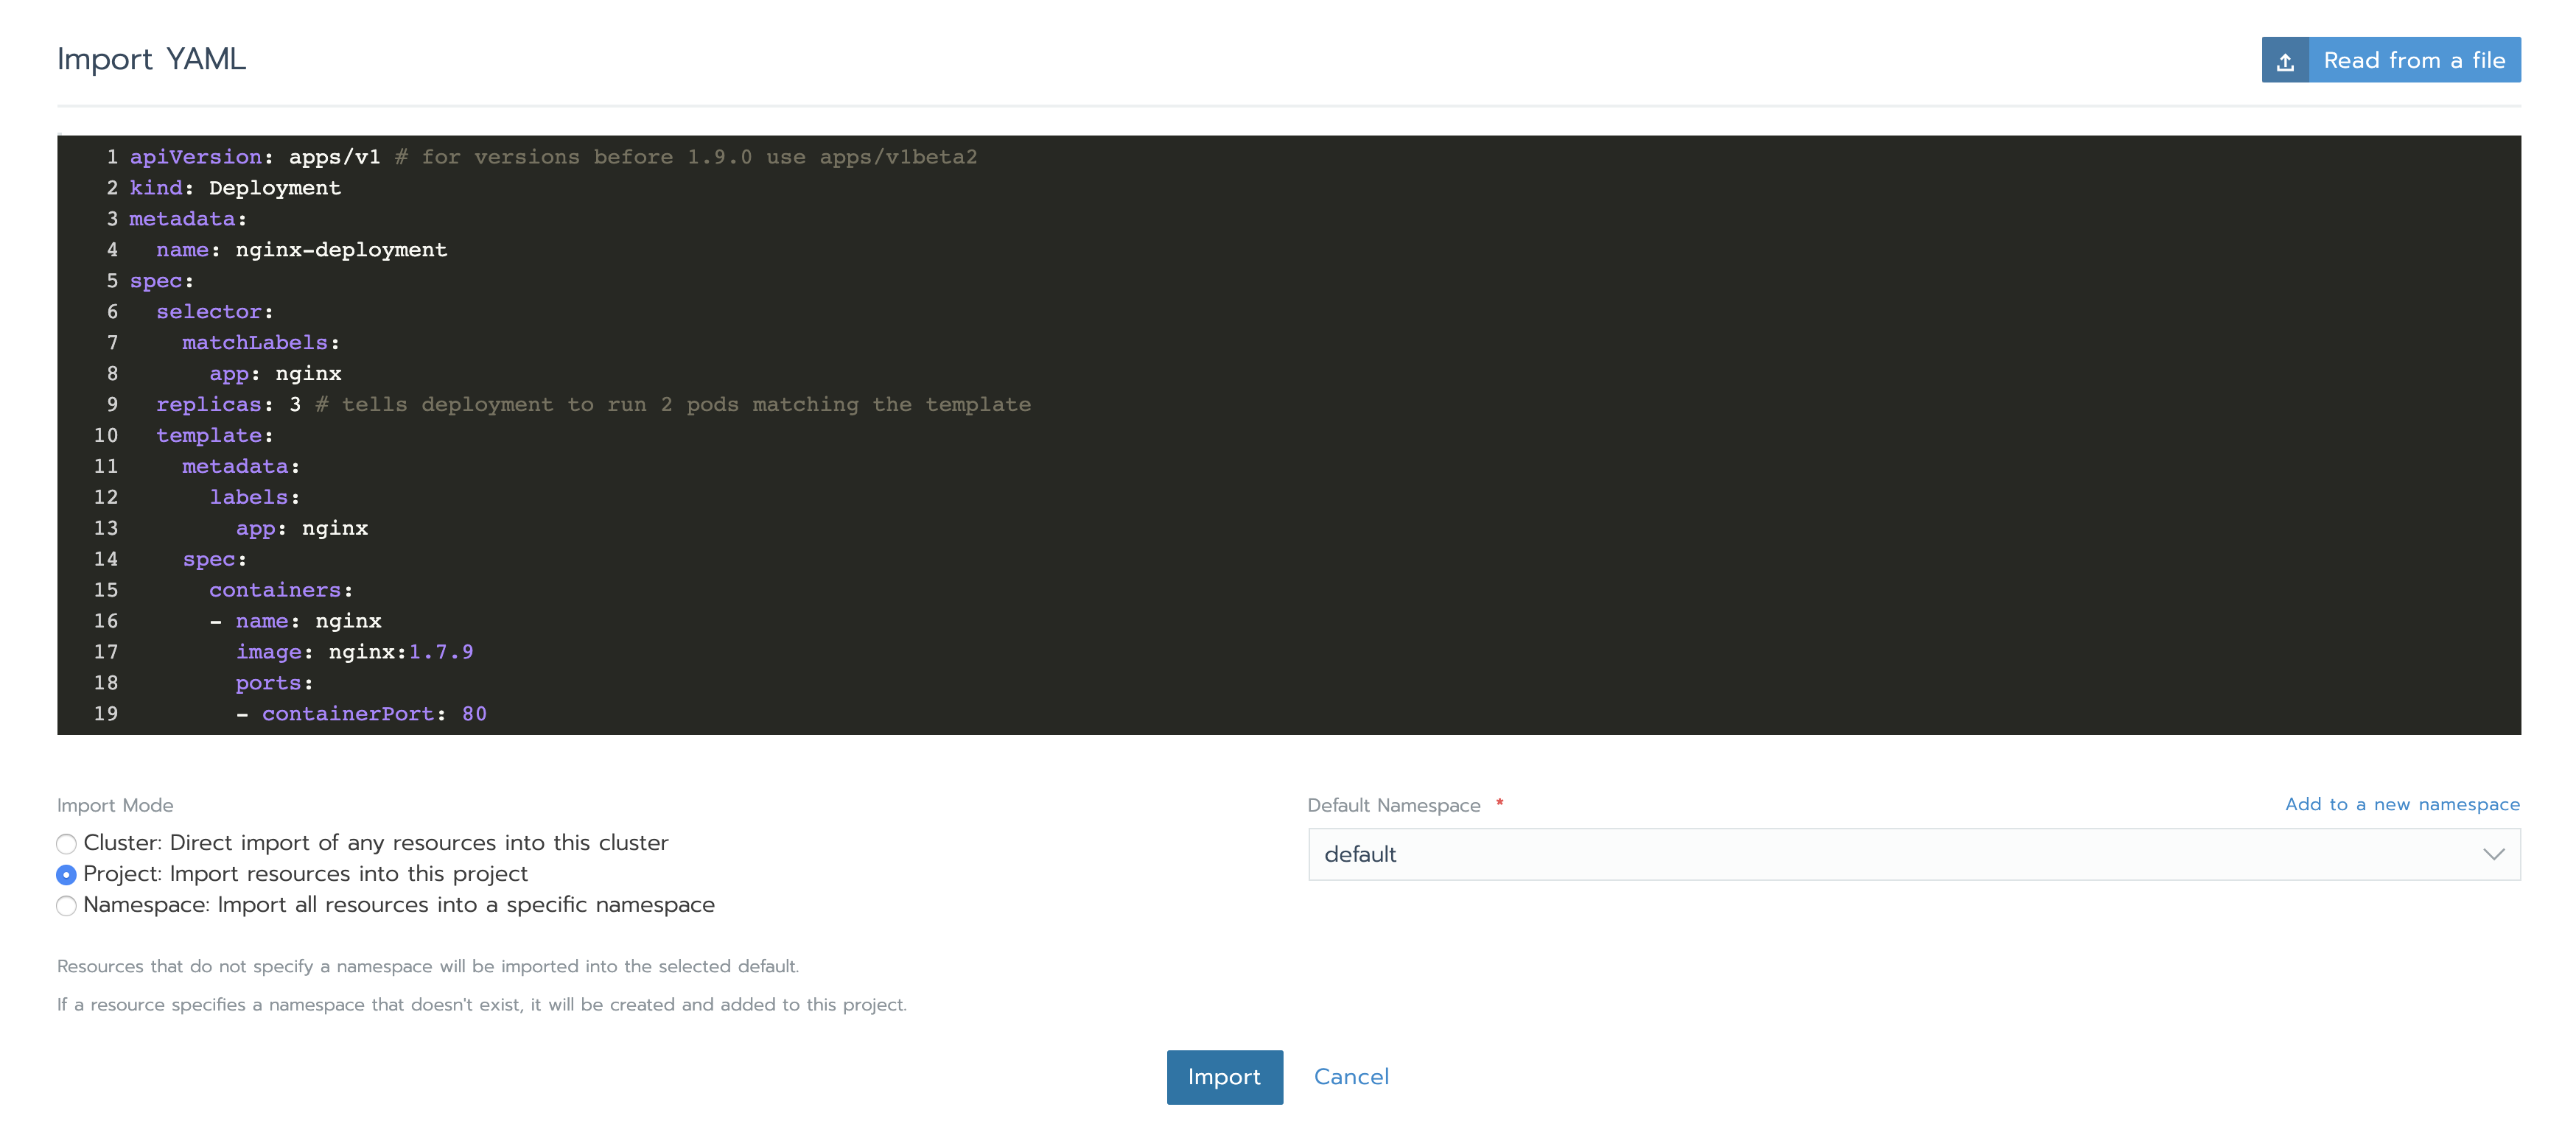 Import YAML
Read from a file
1 apiVersion: apps/v1 # for versions before 1.9.0 use apps/v1beta2
2 kind: Deployment
3 metadata:
4   name: nginx-deployment
5 spec:
6   selector:
7     matchLabels:
8       app: nginx
9   replicas: 3 # tells deployment to run 2 pods matching the template
10   template:
11     metadata:
12       labels:
13         app: nginx
14     spec:
15       containers:
16       - name: nginx
17         image: nginx:1.7.9
18         ports:
19         - containerPort: 80
Import Mode
Cluster: Direct import of any resources into this cluster
Project: Import resources into this project
Namespace: Import all resources into a specific namespace
Resources that do not specify a namespace will be imported into the selected default.
If a resource specifies a namespace that doesn't exist, it will be created and added to this project.
Default Namespace *
Add to a new namespace
default
Import
Cancel